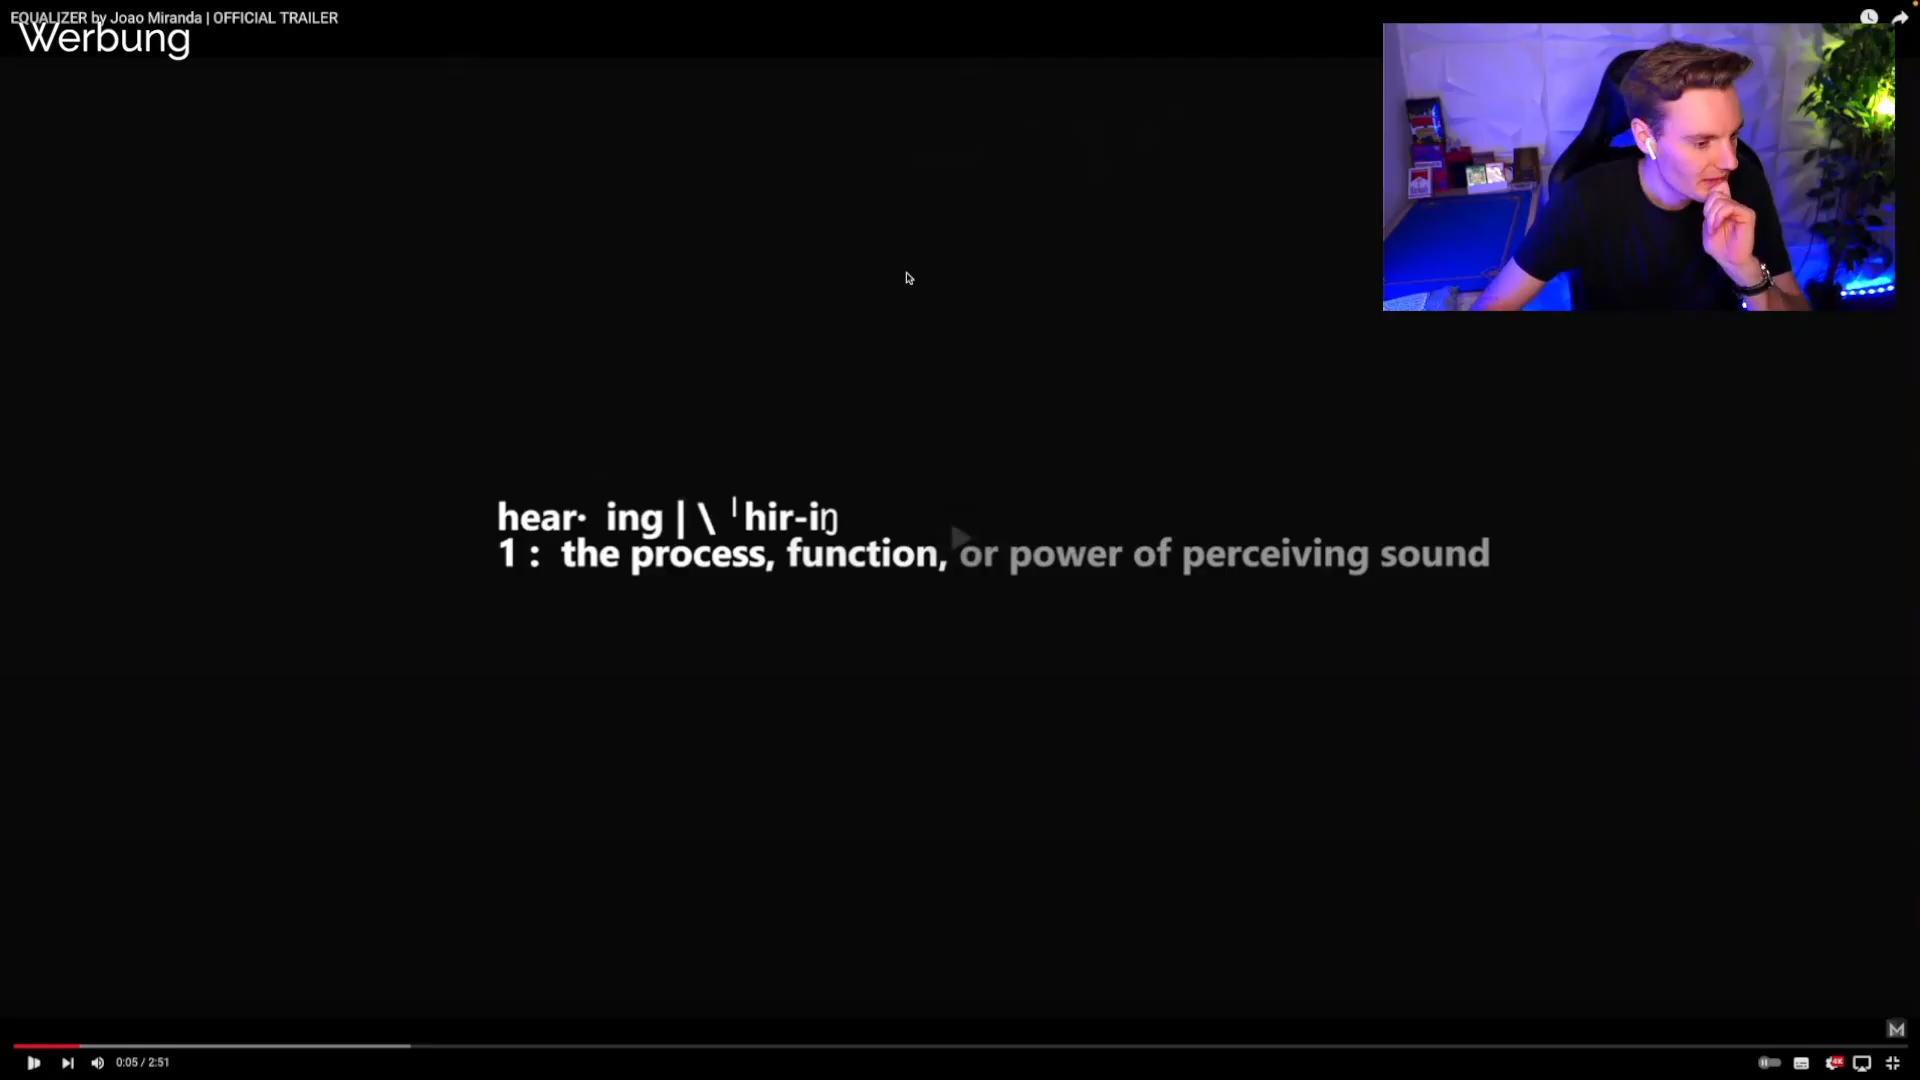 EQUALIZER by Joao Miranda | OFFICIAL TRAILER
Werbung
hear· ing | \ ˈhir-iŋ
1 : the process, function, or power of perceiving sound
M
0:05 / 2:51
4K